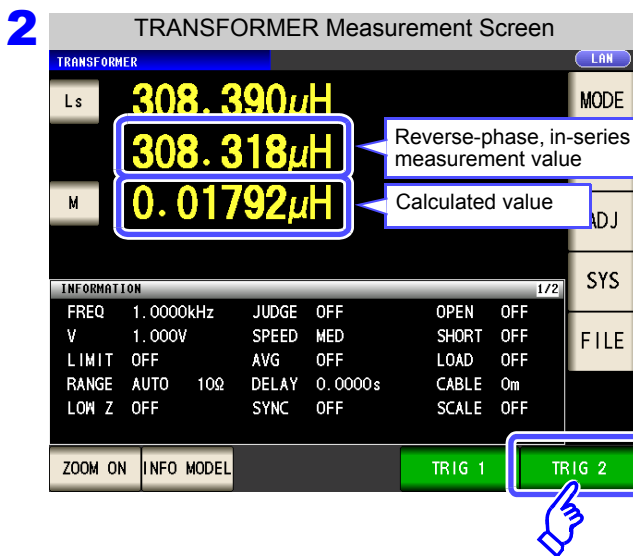 2
TRANSFORMER Measurement Screen
TRANSFORMER
LAN
Ls 308.390μH
MODE
308.318μH
Reverse-phase, in-series
measurement value
M 0.01792μH
Calculated value
ADJ
INFORMATION 1/2
SYS
FREQ 1.0000kHz JUDGE OFF OPEN OFF
V 1.000V SPEED MED SHORT OFF
FILE
LIMIT OFF AVG OFF LOAD OFF
RANGE AUTO 10Ω DELAY 0.0000s CABLE 0m
LOW Z OFF SYNC OFF SCALE OFF
ZOOM ON INFO MODEL TRIG 1 TRIG 2